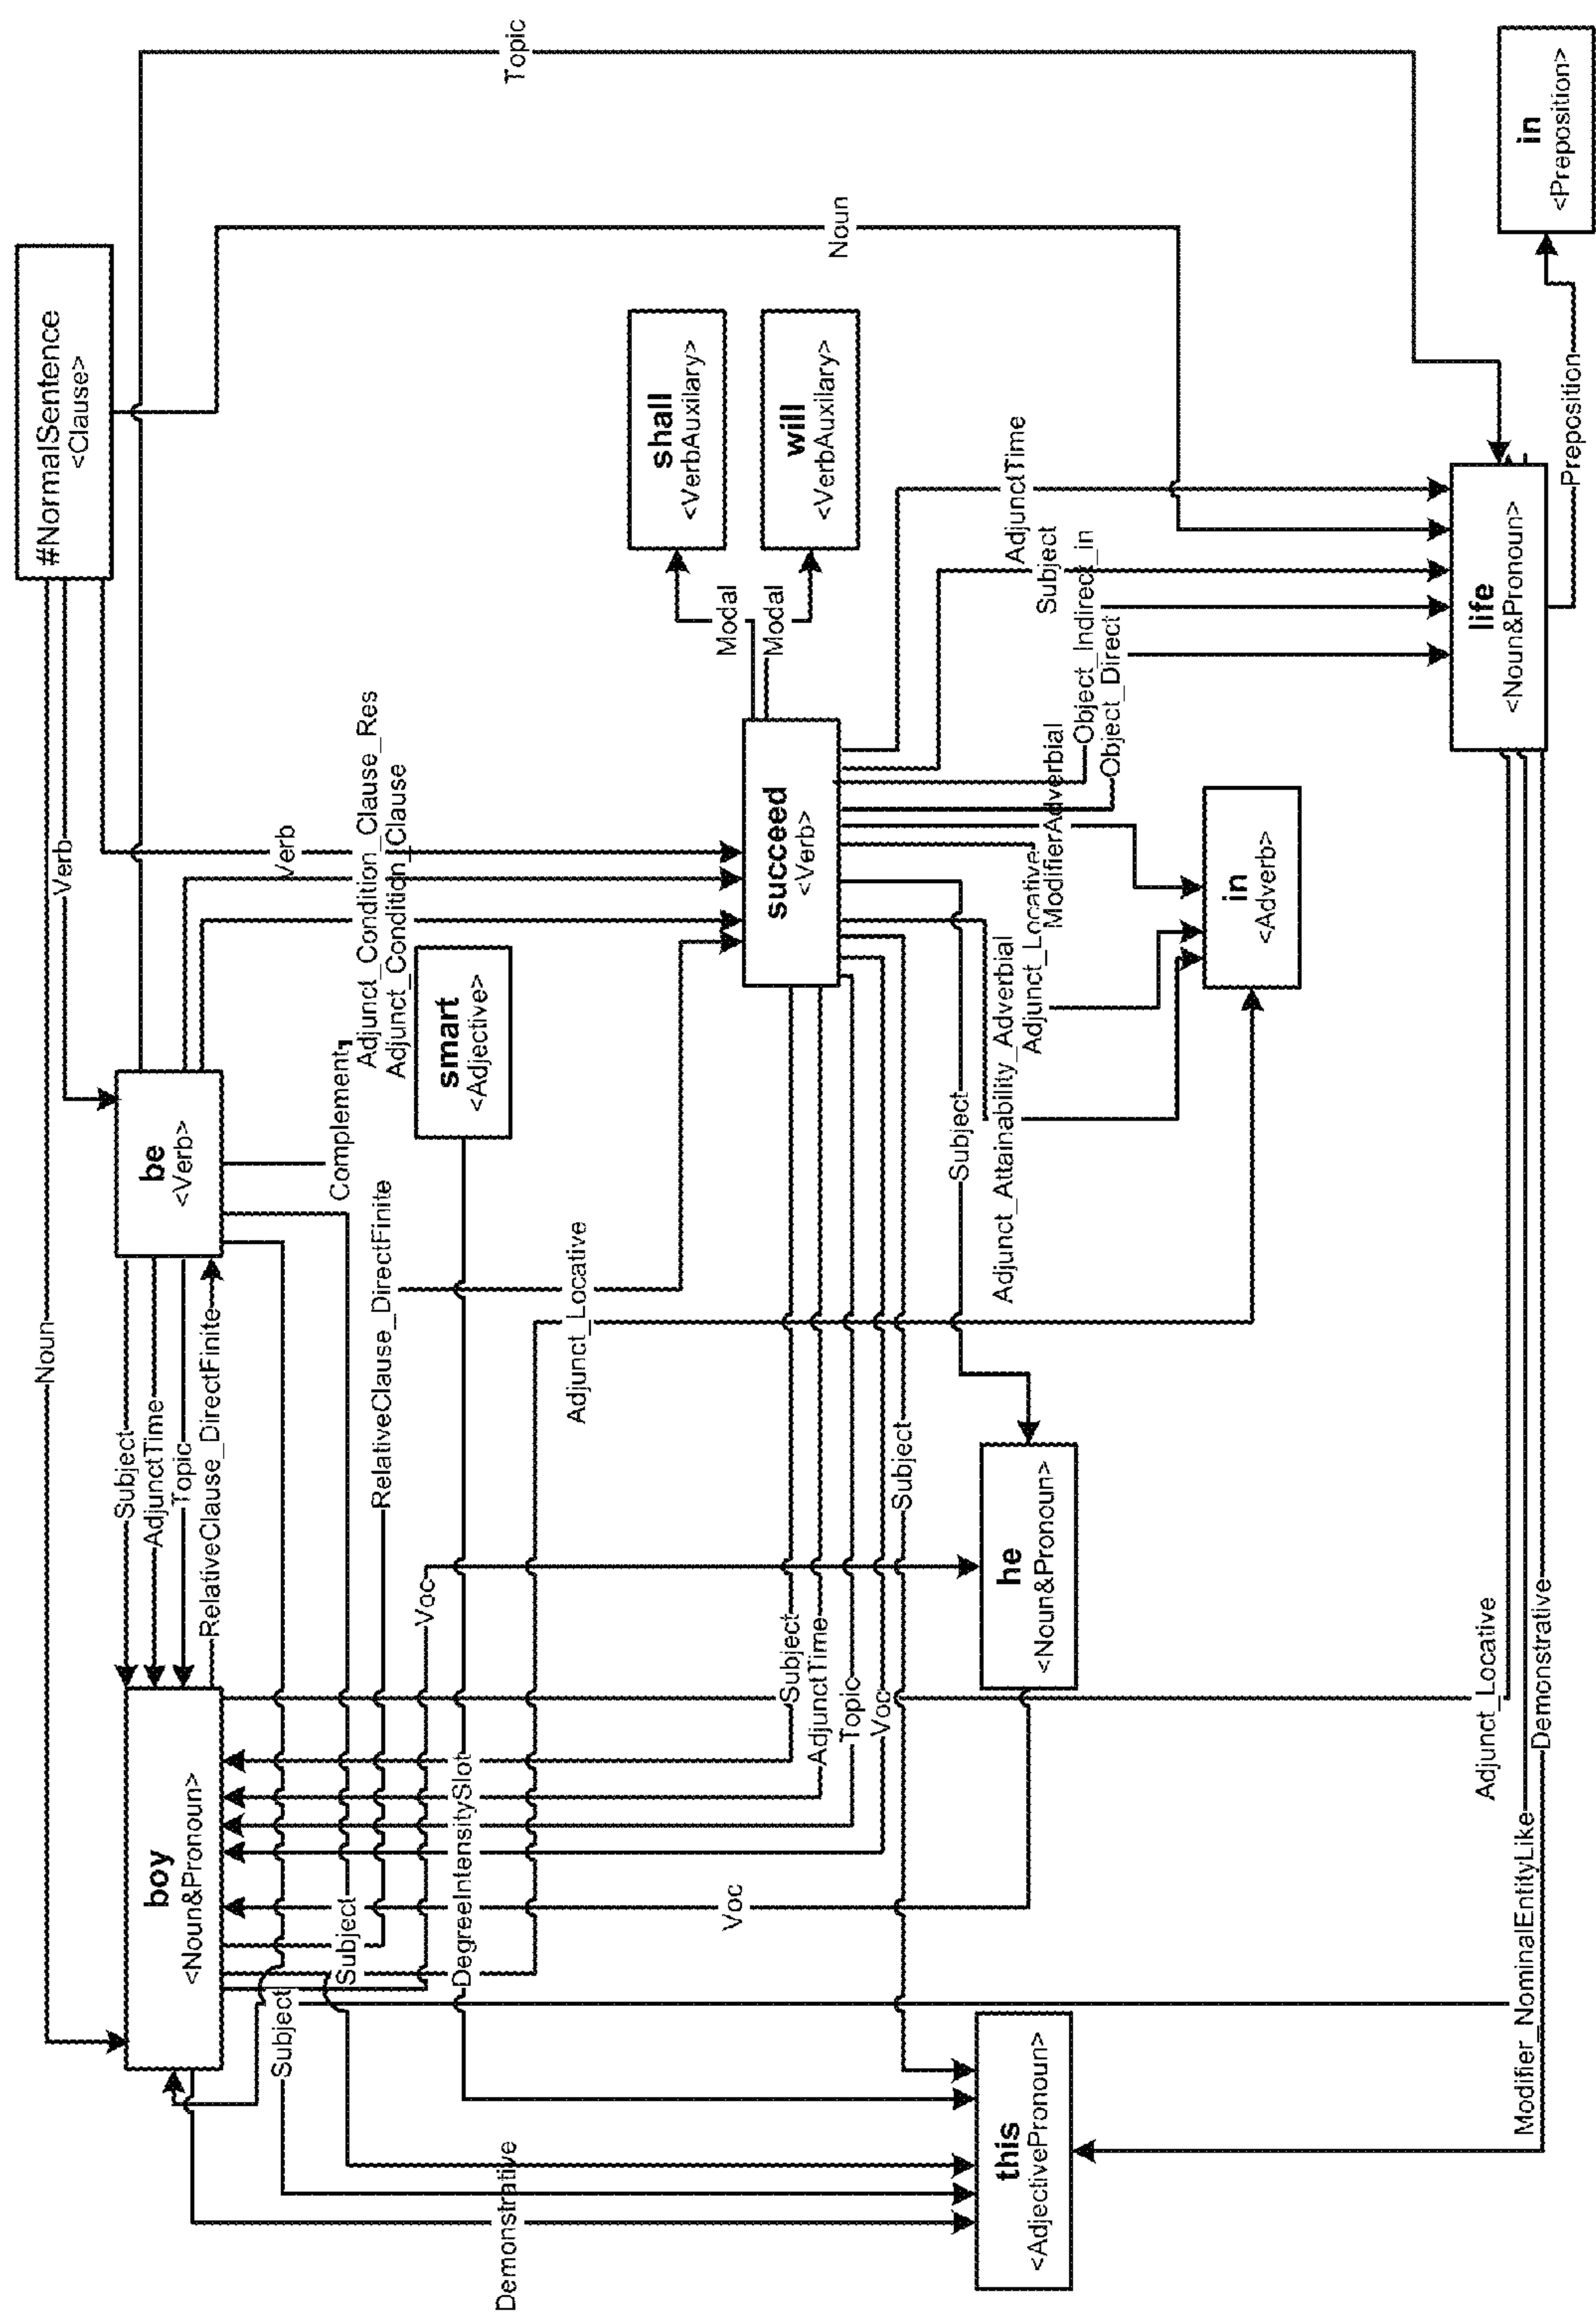 #NormalSentence
<Clause>
Noun
Verb
Verb
Noun
Topic
be
<Verb>
boy
<Noun&Pronoun>
Subject
AdjunctTime
Topic
RelativeClause_DirectFinite
Complement
Adjunct_Condition_Clause_Res
Adjunct_Condition_Clause
smart
<Adjective>
RelativeClause_DirectFinite
Adjunct_Locative
Subject
Subject
Voc
DegreeIntensitySlot
Demonstrative
shall
<VerbAuxilary>
will
<VerbAuxilary>
Modal
Modal
succeed
<Verb>
Subject
AdjunctTime
Topic
Voc
Subject
Subject
Voc
AdjunctTime
Subject
Object_Indirect_in
Object_Direct
ModifierAdverbial
Adjunct_Locative
Adjunct_Attainability_Adverbial
he
<Noun&Pronoun>
this
<AdjectivePronoun>
in
<Adverb>
life
<Noun&Pronoun>
in
<Preposition>
Preposition
Adjunct_Locative
Modifier_NominalEntityLike
Demonstrative